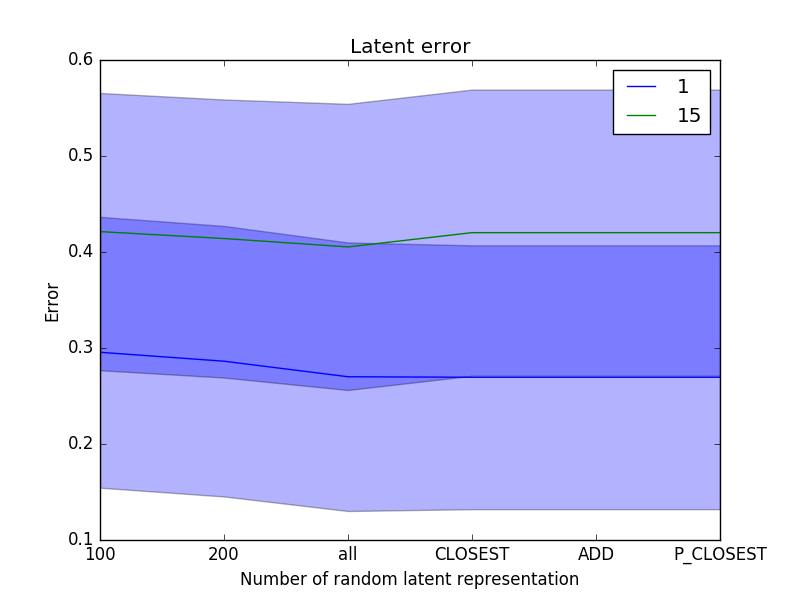 Latent error
1
15
0.6
0.5
0.4
0.3
0.2
0.1
Error
100 200 all CLOSEST ADD P_CLOSEST
Number of random latent representation